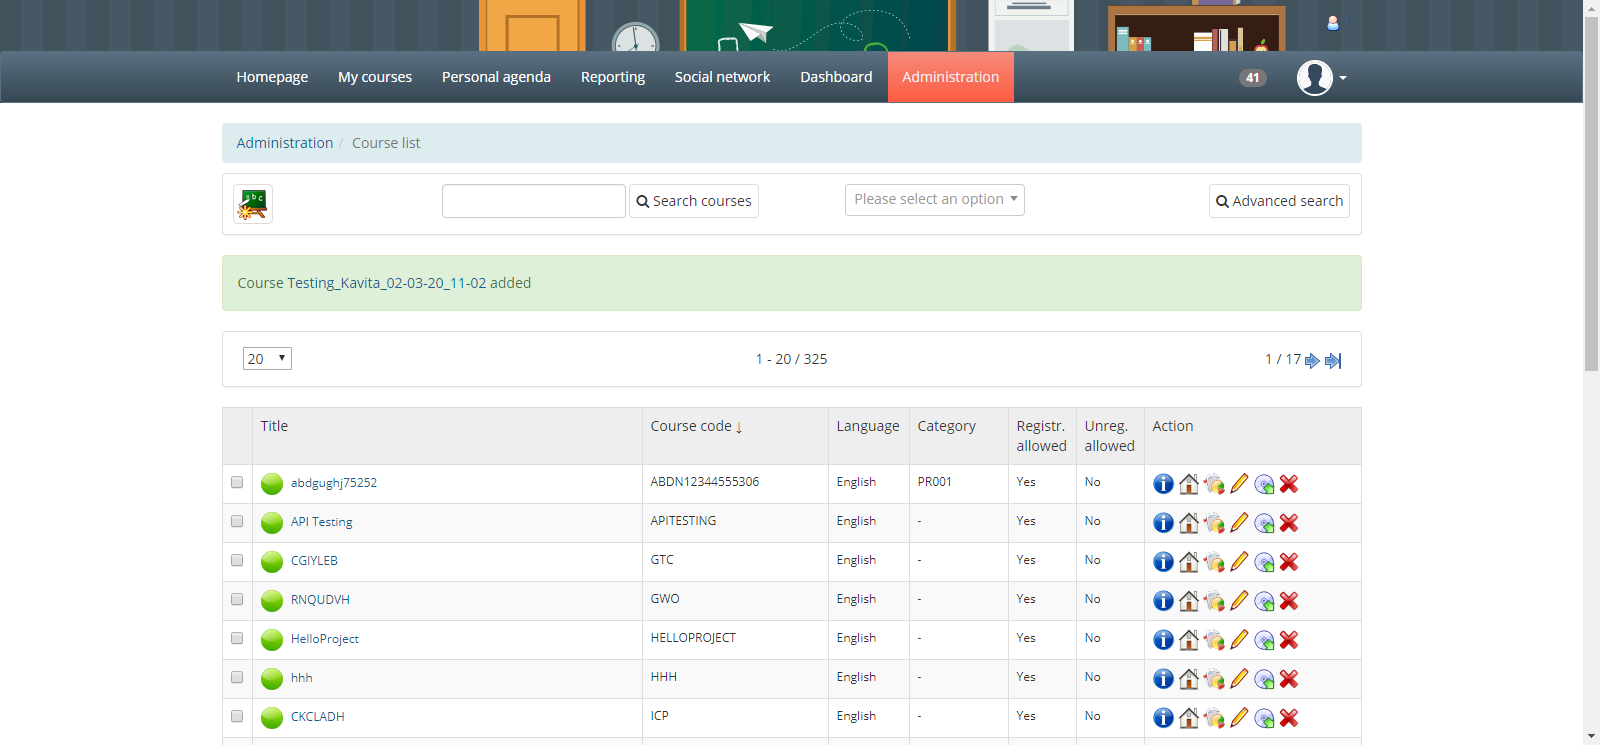 Homepage My courses Personal agenda Reporting Social network Dashboard Administration 41
Administration / Course list
abc
Search courses Please select an option Advanced search
Course Testing_Kavita_02-03-20_11-02 added
20 1 - 20 / 325 1 / 17
Title Course code ↓ Language Category Registr. allowed Unreg. allowed Action
abdgughj75252 ABDN12344555306 English PR001 Yes No
API Testing APITESTING English - Yes No
CGIYLEB GTC English - Yes No
RNQUDVH GWO English - Yes No
HelloProject HELLOPROJECT English - Yes No
hhh HHH English - Yes No
CKCLADH ICP English - Yes No